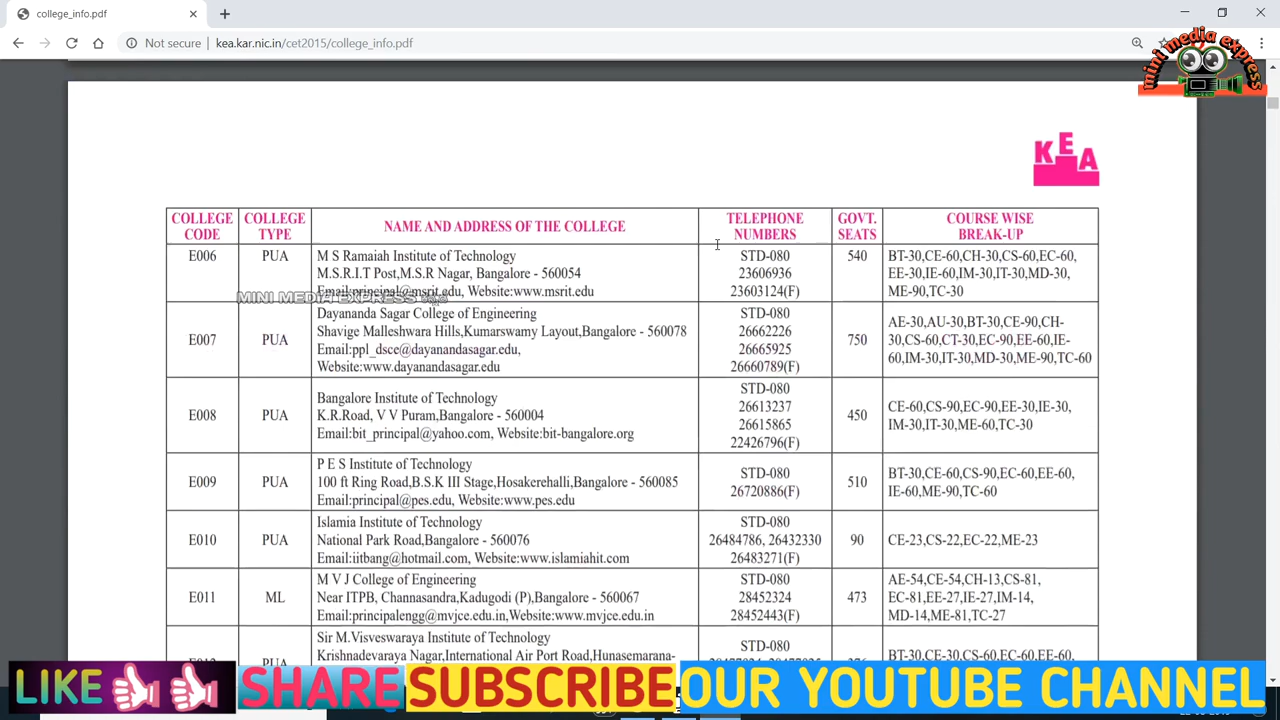 college_info.pdf
Not secure | kea.kar.nic.in/cet2015/college_info.pdf
mini media express
KEA
COLLEGE CODE
COLLEGE TYPE
NAME AND ADDRESS OF THE COLLEGE
TELEPHONE NUMBERS
GOVT. SEATS
COURSE WISE BREAK-UP
E006
PUA
M S Ramaiah Institute of Technology
M.S.R.I.T Post,M.S.R Nagar, Bangalore - 560054
Email:principal@msrit.edu, Website:www.msrit.edu
STD-080
23606936
23603124(F)
540
BT-30,CE-60,CH-30,CS-60,EC-60,
EE-30,IE-60,IM-30,IT-30,MD-30,
ME-90,TC-30
MINI MEDIA EXPRESS
E007
PUA
Dayananda Sagar College of Engineering
Shavige Malleshwara Hills,Kumarswamy Layout,Bangalore - 560078
Email:ppl_dsce@dayanandasagar.edu,
Website:www.dayanandasagar.edu
STD-080
26662226
26665925
26660789(F)
750
AE-30,AU-30,BT-30,CE-90,CH-
30,CS-60,CT-30,EC-90,EE-60,IE-
60,IM-30,IT-30,MD-30,ME-90,TC-60
E008
PUA
Bangalore Institute of Technology
K.R.Road, V V Puram,Bangalore - 560004
Email:bit_principal@yahoo.com, Website:bit-bangalore.org
STD-080
26613237
26615865
22426796(F)
450
CE-60,CS-90,EC-90,EE-30,IE-30,
IM-30,IT-30,ME-60,TC-30
E009
PUA
P E S Institute of Technology
100 ft Ring Road,B.S.K III Stage,Hosakerehalli,Bangalore - 560085
Email:principal@pes.edu, Website:www.pes.edu
STD-080
26720886(F)
510
BT-30,CE-60,CS-90,EC-60,EE-60,
IE-60,ME-90,TC-60
E010
PUA
Islamia Institute of Technology
National Park Road,Bangalore - 560076
Email:iitbang@hotmail.com, Website:www.islamiahit.com
STD-080
26484786, 26432330
26483271(F)
90
CE-23,CS-22,EC-22,ME-23
E011
ML
M V J College of Engineering
Near ITPB, Channasandra,Kadugodi (P),Bangalore - 560067
Email:principalengg@mvjce.edu.in,Website:www.mvjce.edu.in
STD-080
28452324
28452443(F)
473
AE-54,CE-54,CH-13,CS-81,
EC-81,EE-27,IE-27,IM-14,
MD-14,ME-81,TC-27
Sir M.Visveswaraya Institute of Technology
Krishnadevaraya Nagar,International Air Port Road,Hunasemarana-
STD-080
BT-30,CE-60,CS-60,EC-60,EE-60,
LIKE SHARE SUBSCRIBE OUR YOUTUBE CHANNEL